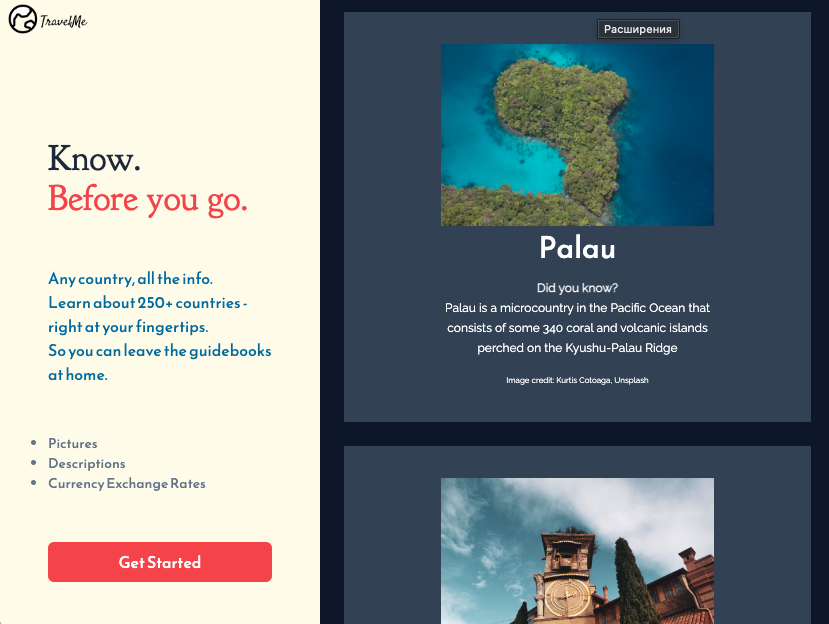 TravelMe
Know.
Before you go.
Any country, all the info.
Learn about 250+ countries -
right at your fingertips.
So you can leave the guidebooks
at home.
Pictures
Descriptions
Currency Exchange Rates
Get Started
Расширения
Palau
Did you know?
Palau is a microcountry in the Pacific Ocean that
consists of some 340 coral and volcanic islands
perched on the Kyushu-Palau Ridge
Image credit: Kurtis Cotoaga, Unsplash